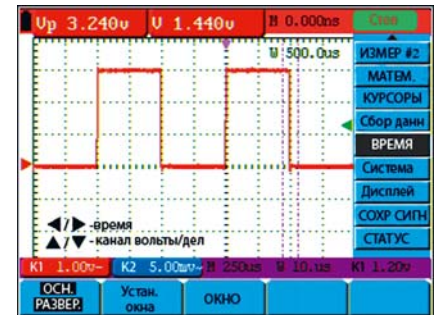 Vp 3.240v V 1.440v M 0.000ns Стоп
W 500.0us
ИЗМЕР #2
МАТЕМ.
КУРСОРЫ
Сбор данн
ВРЕМЯ
Система
Дисплей
СОХР СИГН
СТАТУС
◀/▶ -время
▲/▼ - канал вольты/дел
K1 1.00v- K2 5.00mv~ M 250us W 10.us K1 1.20v
ОСН. РАЗВЕР.
Устан. окна
ОКНО